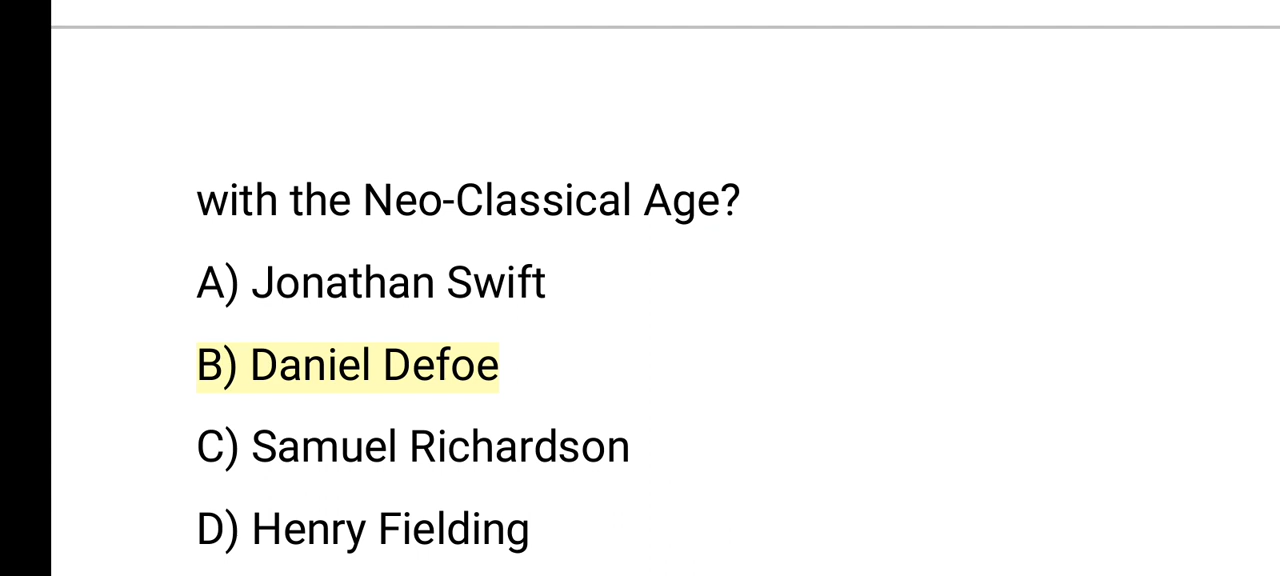 with the Neo-Classical Age?
A) Jonathan Swift
B) Daniel Defoe
C) Samuel Richardson
D) Henry Fielding